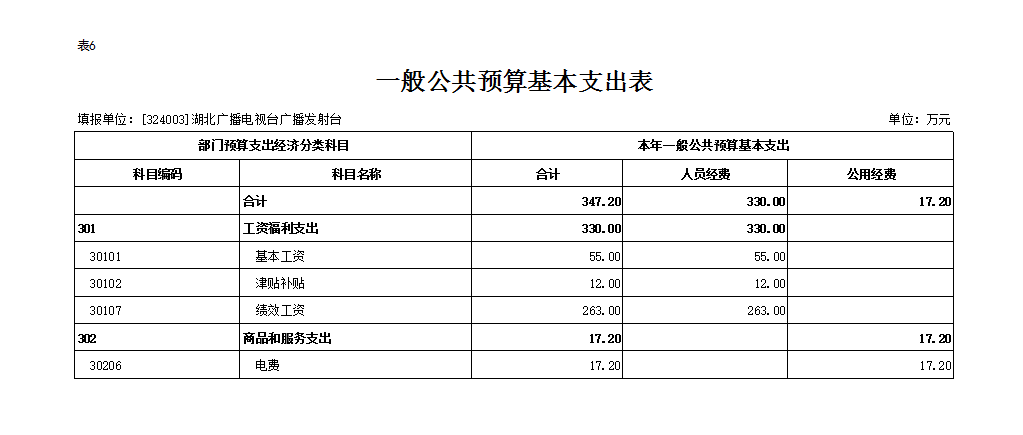 表6
一般公共预算基本支出表
填报单位：[324003]湖北广播电视台广播发射台 单位：万元
部门预算支出经济分类科目 本年一般公共预算基本支出
科目编码 科目名称 合计 人员经费 公用经费
合计 347.20 330.00 17.20
301 工资福利支出 330.00 330.00
30101 基本工资 55.00 55.00
30102 津贴补贴 12.00 12.00
30107 绩效工资 263.00 263.00
302 商品和服务支出 17.20 17.20
30206 电费 17.20 17.20